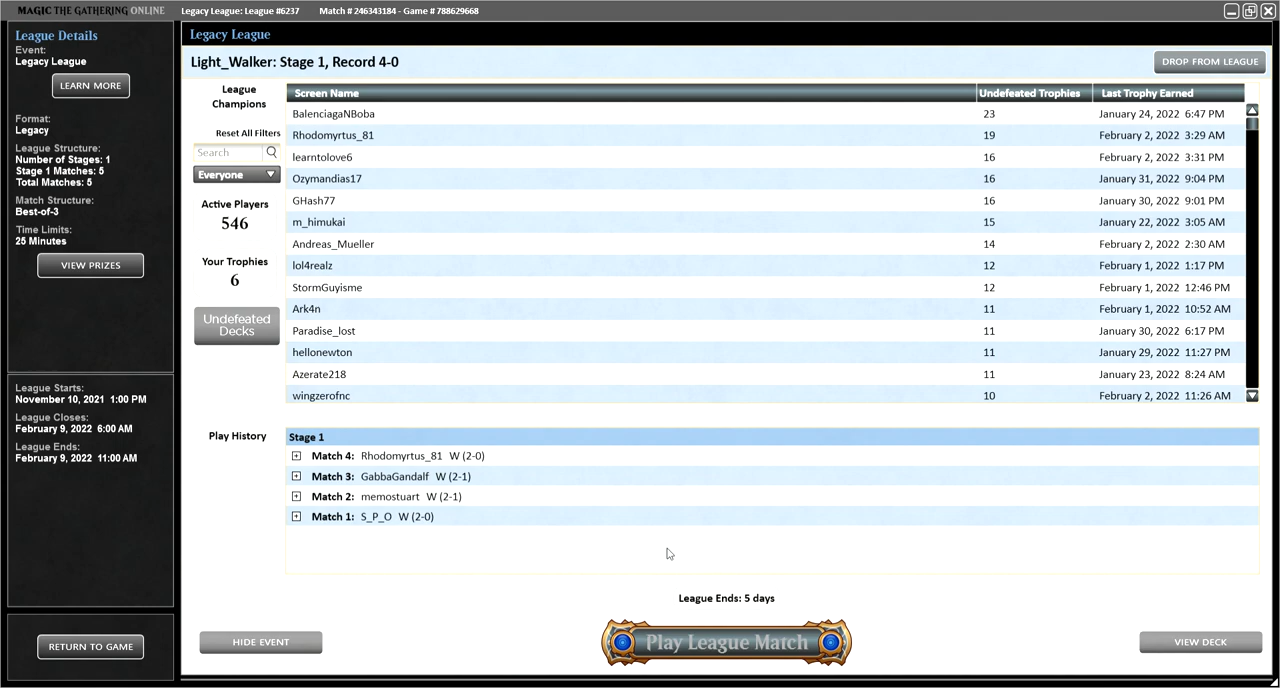 MAGIC THE GATHERING ONLINE
Legacy League: League #6237
Match # 246343184 - Game # 788629668
League Details
Event:
Legacy League
LEARN MORE
Format:
Legacy
League Structure:
Number of Stages: 1
Stage 1 Matches: 5
Total Matches: 5
Match Structure:
Best-of-3
Time Limits:
25 Minutes
VIEW PRIZES
League Starts:
November 10, 2021 1:00 PM
League Closes:
February 9, 2022 6:00 AM
League Ends:
February 9, 2022 11:00 AM
RETURN TO GAME
Legacy League
Light_Walker: Stage 1, Record 4-0
DROP FROM LEAGUE
League
Champions
Reset All Filters
Search
Everyone
Active Players
546
Your Trophies
6
Undefeated
Decks
Screen Name Undefeated Trophies Last Trophy Earned
BalenciagaNBoba 23 January 24, 2022 6:47 PM
Rhodomyrtus_81 19 February 2, 2022 3:29 AM
learntolove6 16 February 2, 2022 3:31 PM
Ozymandias17 16 January 31, 2022 9:04 PM
GHash77 16 January 30, 2022 9:01 PM
m_himukai 15 January 22, 2022 3:05 AM
Andreas_Mueller 14 February 2, 2022 2:30 AM
lol4realz 12 February 1, 2022 1:17 PM
StormGuyisme 12 February 1, 2022 12:46 PM
Ark4n 11 February 1, 2022 10:52 AM
Paradise_lost 11 January 30, 2022 6:17 PM
hellonewton 11 January 29, 2022 11:27 PM
Azerate218 11 January 23, 2022 8:24 AM
wingzerofnc 10 February 2, 2022 11:26 AM
Play History
Stage 1
Match 4: Rhodomyrtus_81 W (2-0)
Match 3: GabbaGandalf W (2-1)
Match 2: memostuart W (2-1)
Match 1: S_P_O W (2-0)
League Ends: 5 days
HIDE EVENT
Play League Match
VIEW DECK